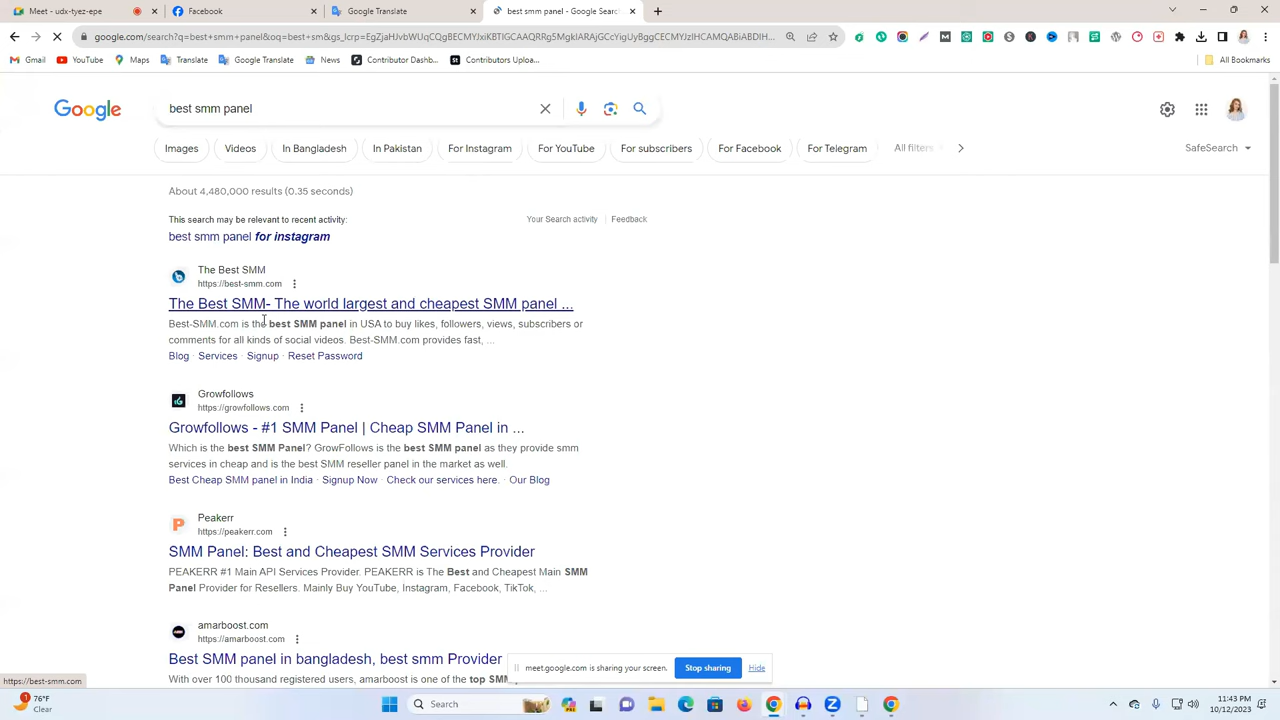 Meet - udx-tyez-epe
Facebook
Google Translate
best smm panel - Google Search
google.com/search?q=best+smm+panel&oq=best+sm&gs_lcrp=EgZjaHJvbWUqCQgBECMYJxiKBTIGCAAQRRg5MgkIARAjGCcYigUyBggCECMYJzIHCAMQABiABDIH...
Gmail
YouTube
Maps
Translate
Google Translate
News
Contributor Dashb...
Contributors Uploa...
All Bookmarks
Google
best smm panel
Images
Videos
In Bangladesh
In Pakistan
For Instagram
For YouTube
For subscribers
For Facebook
For Telegram
All filters
SafeSearch
About 4,480,000 results (0.35 seconds)
This search may be relevant to recent activity:
Your Search activity
Feedback
best smm panel for instagram
The Best SMM
https://best-smm.com
The Best SMM- The world largest and cheapest SMM panel ...
Best-SMM.com is the best SMM panel in USA to buy likes, followers, views, subscribers or
comments for all kinds of social videos. Best-SMM.com provides fast, ...
Blog · Services · Signup · Reset Password
Growfollows
https://growfollows.com
Growfollows - #1 SMM Panel | Cheap SMM Panel in ...
Which is the best SMM Panel? GrowFollows is the best SMM panel as they provide smm
services in cheap and is the best SMM reseller panel in the market as well.
Best Cheap SMM panel in India · Signup Now · Check our services here. · Our Blog
Peakerr
https://peakerr.com
SMM Panel: Best and Cheapest SMM Services Provider
PEAKERR #1 Main API Services Provider. PEAKERR is The Best and Cheapest Main SMM
Panel Provider for Resellers. Mainly Buy YouTube, Instagram, Facebook, TikTok, ...
amarboost.com
https://amarboost.com
Best SMM panel in bangladesh, best smm Provider
With over 100 thousand registered users, amarboost is one of the top SMM
meet.google.com is sharing your screen.
Stop sharing
Hide
https://best-smm.com
1
76°F
Clear
Search
11:43 PM
10/12/2023